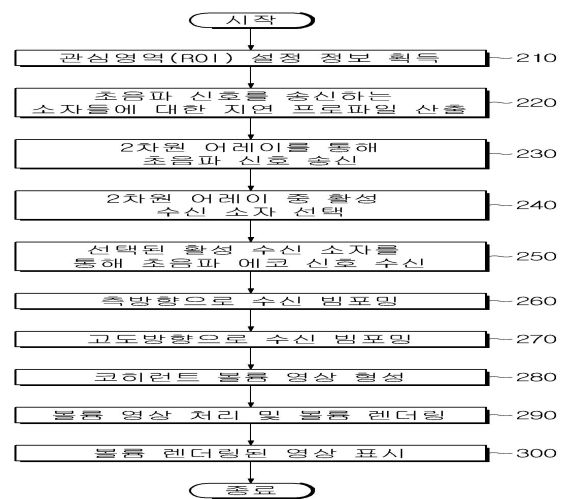 시작
관심영역(ROI) 설정 정보 획득
210
초음파 신호를 송신하는
소자들에 대한 지연 프로파일 산출
220
2차원 어레이를 통해
초음파 신호 송신
230
2차원 어레이 중 활성
수신 소자 선택
240
선택된 활성 수신 소자를
통해 초음파 에코 신호 수신
250
측방향으로 수신 빔포밍
260
고도방향으로 수신 빔포밍
270
코히런트 볼륨 영상 형성
280
볼륨 영상 처리 및 볼륨 렌더링
290
볼륨 렌더링된 영상 표시
300
종료